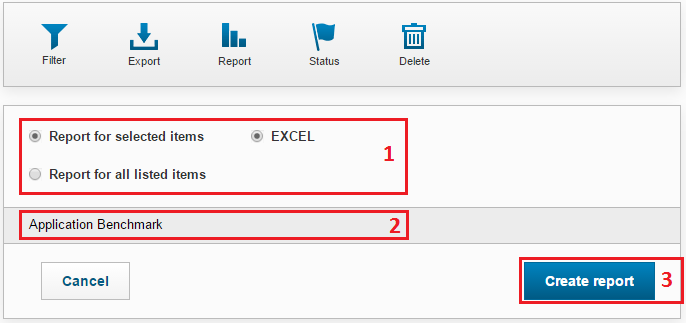 Filter Export Report Status Delete
Report for selected items EXCEL
1
Report for all listed items
Application Benchmark 2
Cancel Create report 3